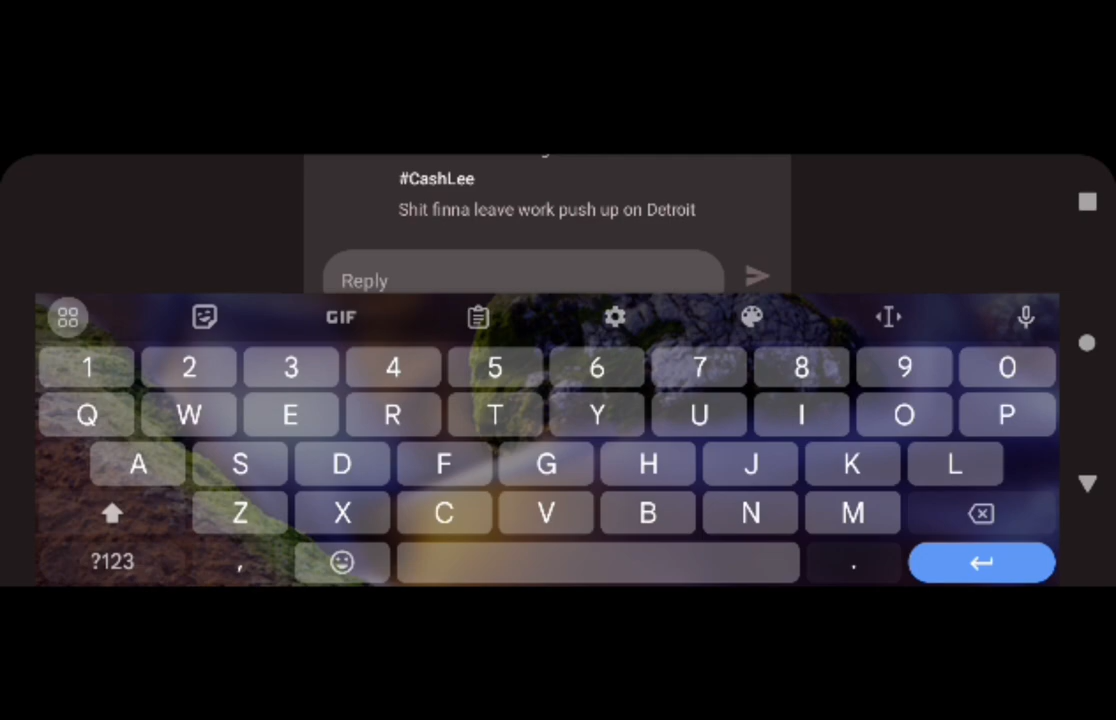 #CashLee
Shit finna leave work push up on Detroit
Reply
GIF
1 2 3 4 5 6 7 8 9 0
Q W E R T Y U I O P
A S D F G H J K L
Z X C V B N M
?123 , .